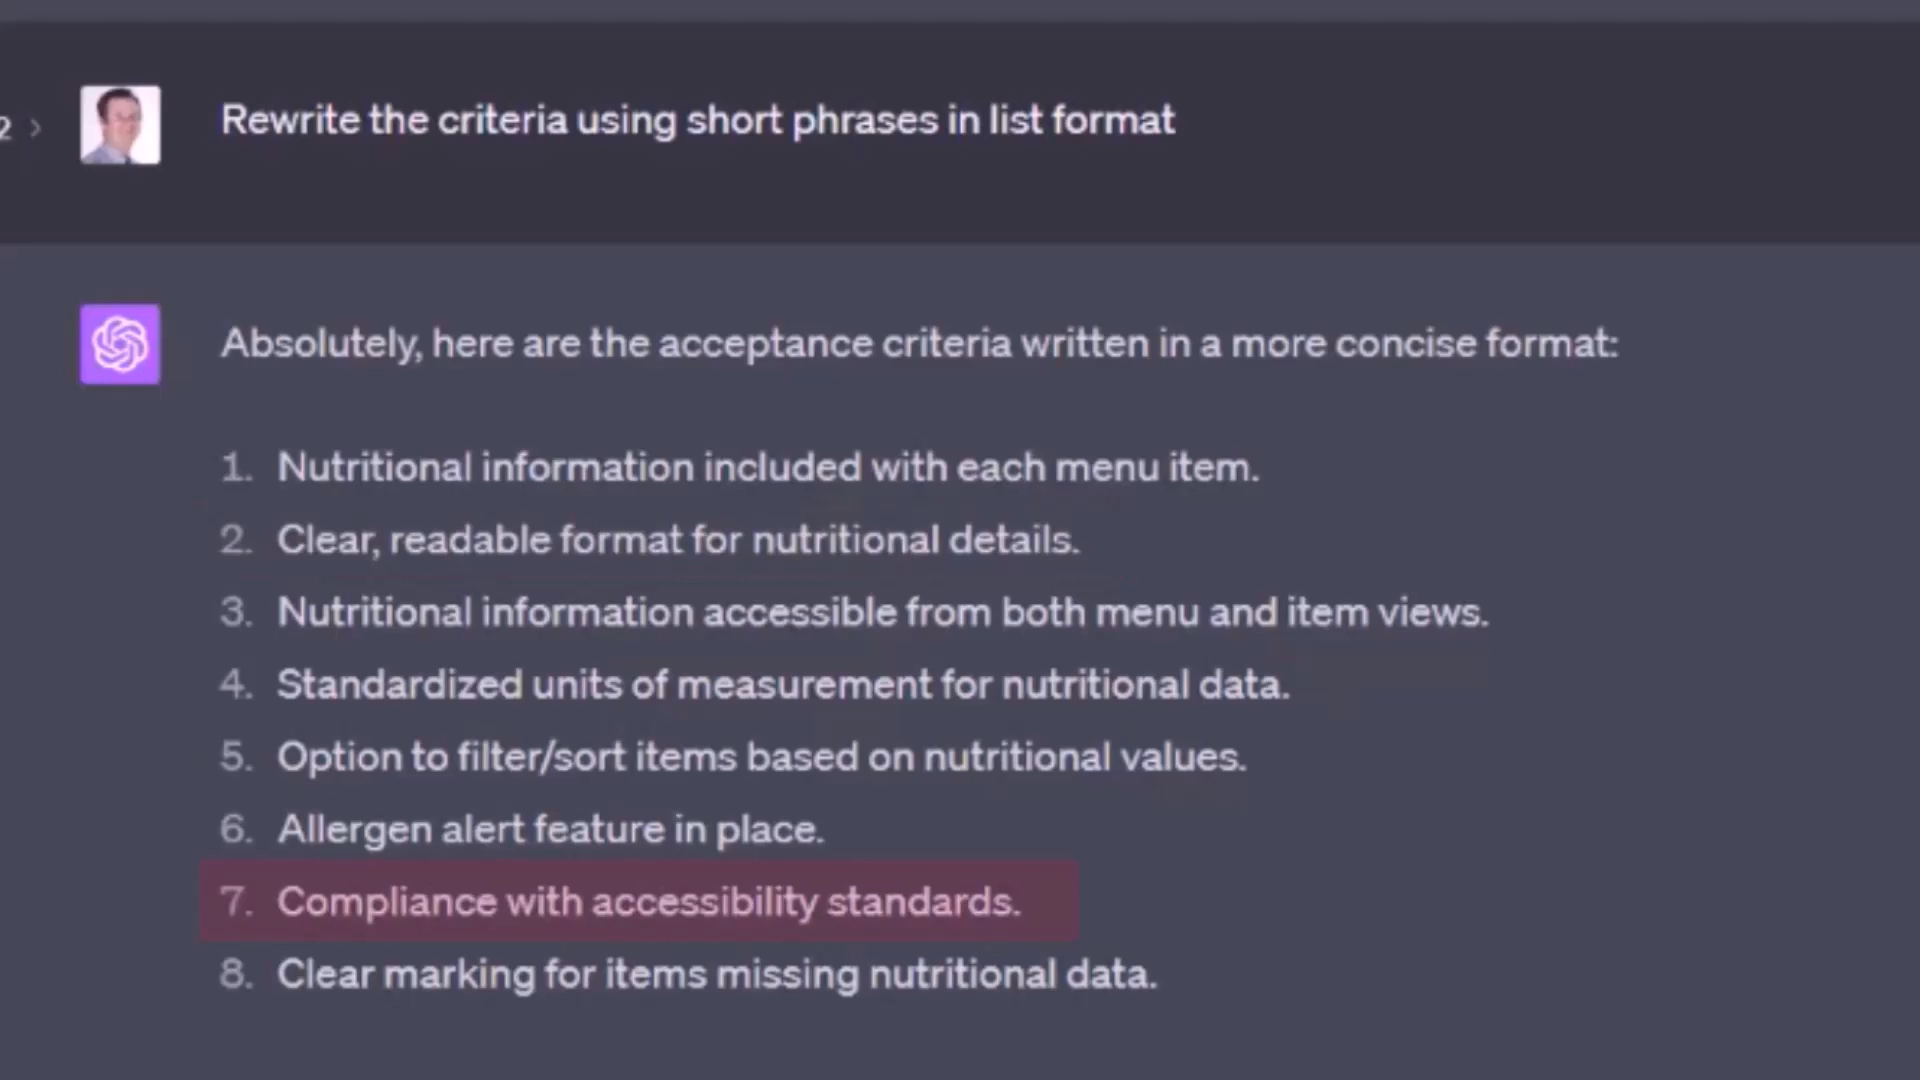 2 >
Rewrite the criteria using short phrases in list format
Absolutely, here are the acceptance criteria written in a more concise format:
1. Nutritional information included with each menu item.
2. Clear, readable format for nutritional details.
3. Nutritional information accessible from both menu and item views.
4. Standardized units of measurement for nutritional data.
5. Option to filter/sort items based on nutritional values.
6. Allergen alert feature in place.
7. Compliance with accessibility standards.
8. Clear marking for items missing nutritional data.